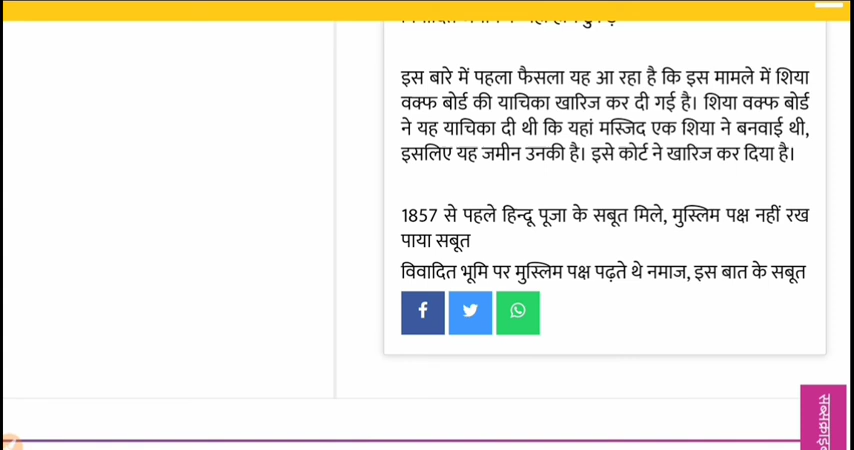 इस बारे में पहला फैसला यह आ रहा है कि इस मामले में शिया
वक्फ बोर्ड की याचिका खारिज कर दी गई है। शिया वक्फ बोर्ड
ने यह याचिका दी थी कि यहां मस्जिद एक शिया ने बनवाई थी,
इसलिए यह जमीन उनकी है। इसे कोर्ट ने खारिज कर दिया है।
1857 से पहले हिन्दू पूजा के सबूत मिले, मुस्लिम पक्ष नहीं रख
पाया सबूत
विवादित भूमि पर मुस्लिम पक्ष पढ़ते थे नमाज, इस बात के सबूत